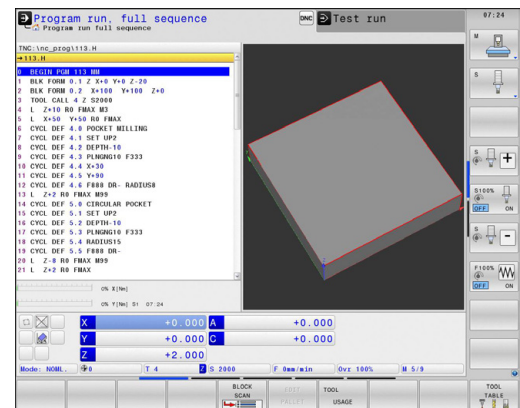 Program run, full sequence
Program run full sequence
DNC
Test run
07:24
TNC:\nc_prog\113.H
→113.H
0 BEGIN PGM 113 MM
1 BLK FORM 0.1 Z X+0 Y+0 Z-20
2 BLK FORM 0.2 X+100 Y+100 Z+0
3 TOOL CALL 4 Z S2000
4 L Z+10 R0 FMAX M3
5 L X+50 Y+50 R0 FMAX
6 CYCL DEF 4.0 POCKET MILLING
7 CYCL DEF 4.1 SET UP2
8 CYCL DEF 4.2 DEPTH-10
9 CYCL DEF 4.3 PLNGNG10 F333
10 CYCL DEF 4.4 X+30
11 CYCL DEF 4.5 Y+90
12 CYCL DEF 4.6 F888 DR- RADIUS8
13 L Z+2 R0 FMAX M99
14 CYCL DEF 5.0 CIRCULAR POCKET
15 CYCL DEF 5.1 SET UP2
16 CYCL DEF 5.2 DEPTH-10
17 CYCL DEF 5.3 PLNGNG10 F333
18 CYCL DEF 5.4 RADIUS15
19 CYCL DEF 5.5 F888 DR-
20 L Z-8 R0 FMAX M99
21 L Z+2 R0 FMAX
0% X[Nm]
0% Y[Nm] S1 07:24
X +0.000 A +0.000
Y +0.000 C +0.000
Z +2.000
Mode: NOML. 0 T 4 Z S 2000 F 0mm/min Ovr 100% M 5/9
M
S
S
S100%
OFF ON
S
F100%
OFF ON
BLOCK SCAN
TOOL USAGE
TOOL TABLE